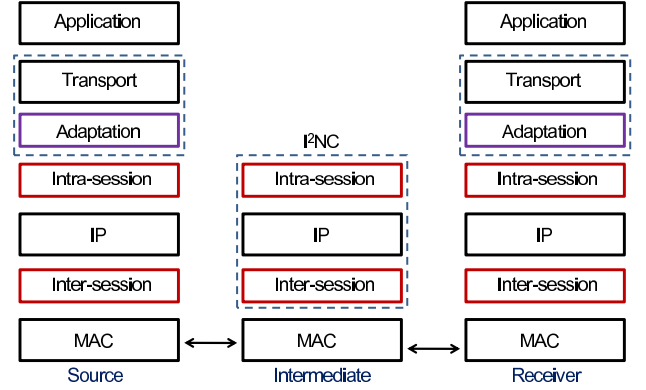 Application
Transport
Adaptation
Intra-session
IP
Inter-session
MAC
Source
I²NC
Intra-session
IP
Inter-session
MAC
Intermediate
Application
Transport
Adaptation
Intra-session
IP
Inter-session
MAC
Receiver